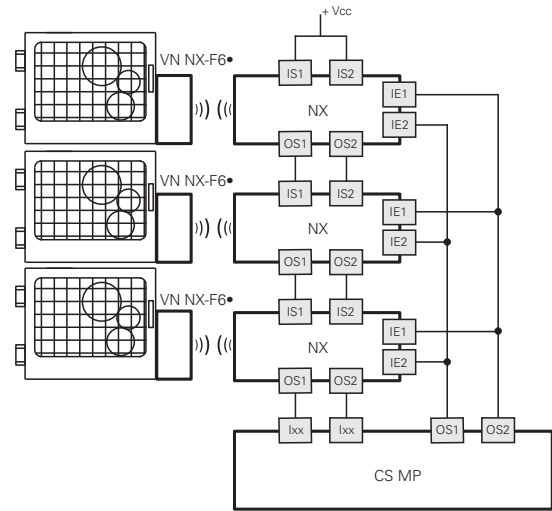 + Vcc
VN NX-F6•
IS1 IS2
IE1
NX
IE2
OS1 OS2
VN NX-F6•
IS1 IS2
IE1
NX
IE2
OS1 OS2
VN NX-F6•
IS1 IS2
IE1
NX
IE2
OS1 OS2
Ixx Ixx OS1 OS2
CS MP